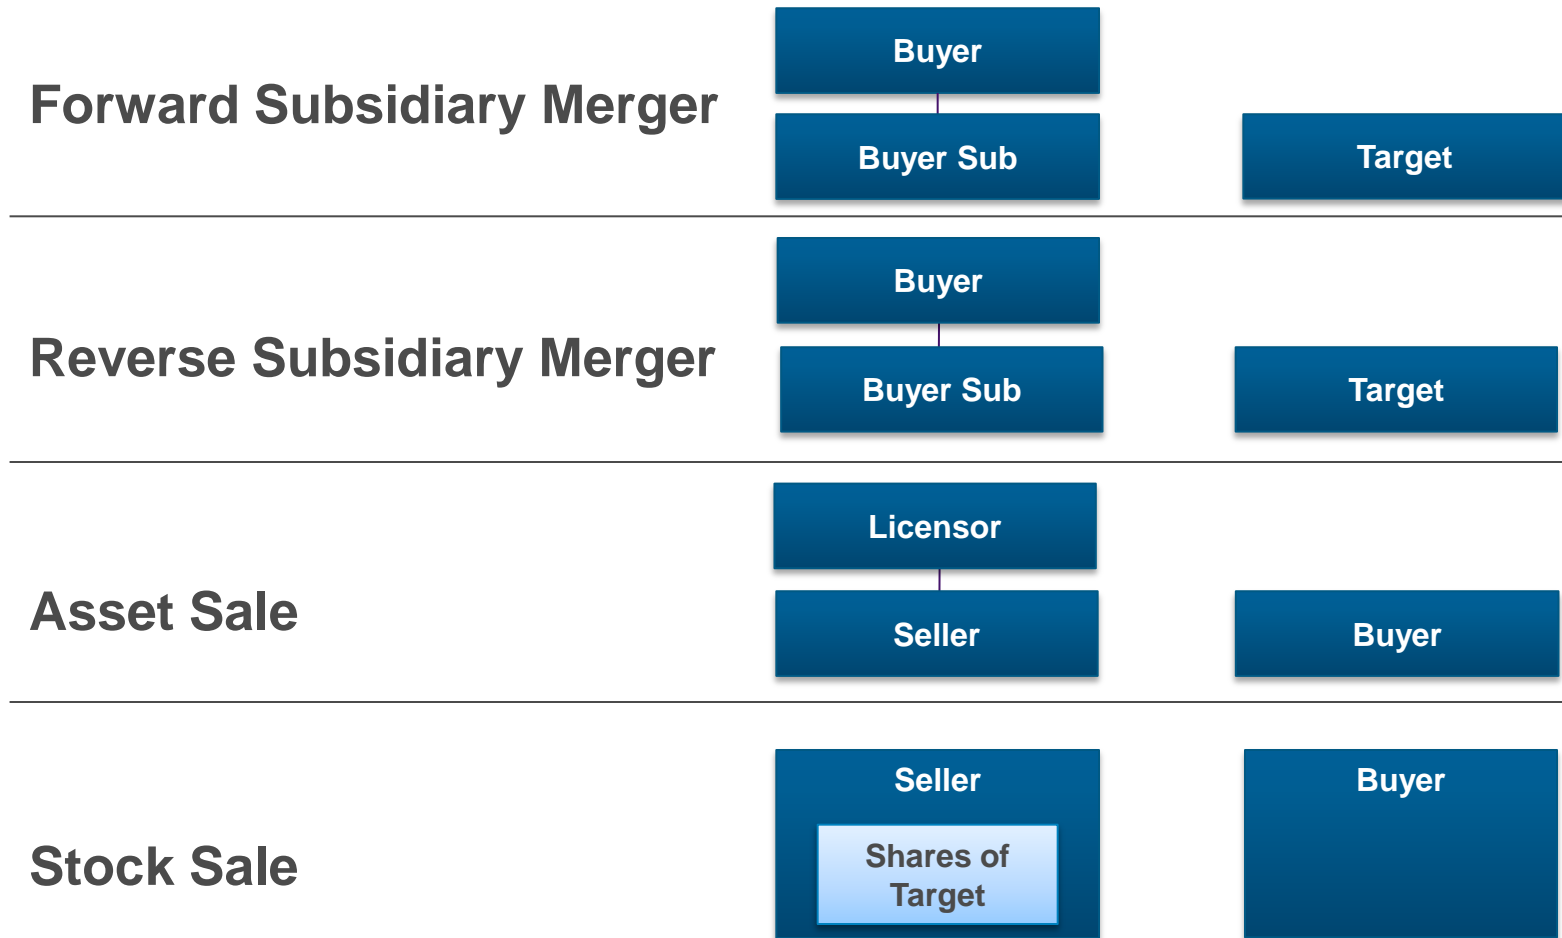 Forward Subsidiary Merger
Buyer
Buyer Sub
Target
Reverse Subsidiary Merger
Buyer
Buyer Sub
Target
Asset Sale
Licensor
Seller
Buyer
Stock Sale
Seller
Shares of
Target
Buyer